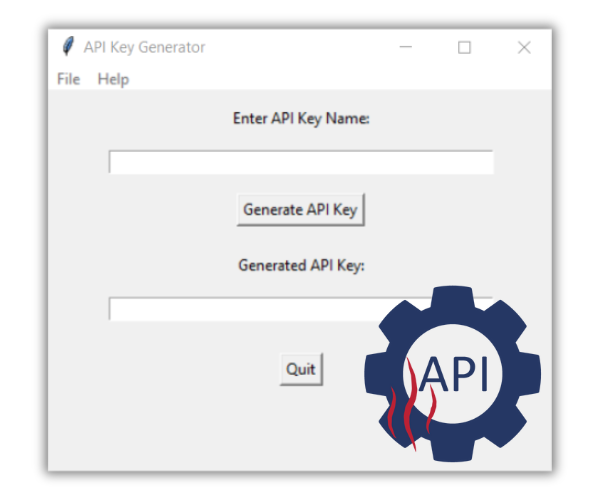 API Key Generator
File Help
Enter API Key Name:
Generate API Key
Generated API Key:
Quit
API